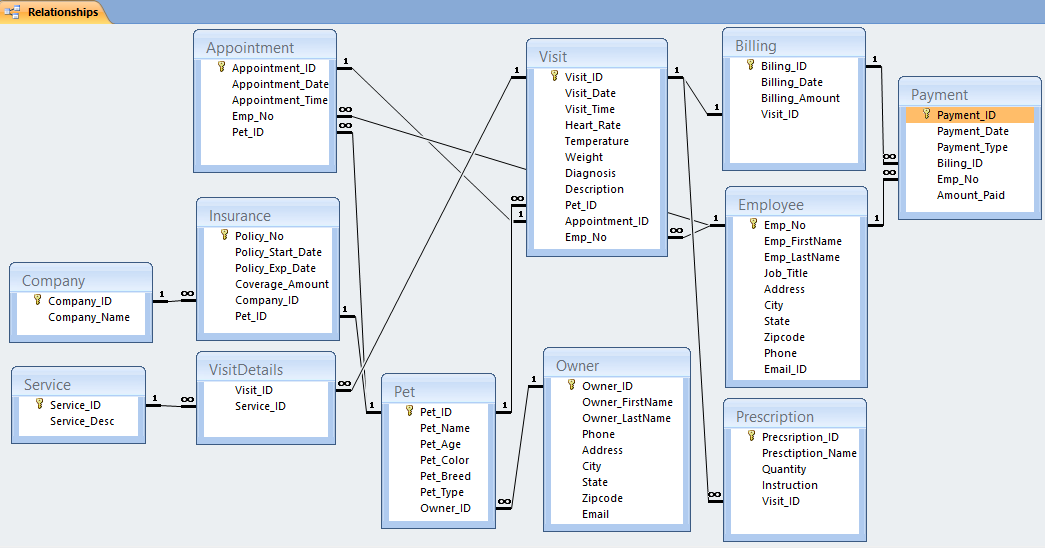 Relationships
Appointment
Appointment_ID
Appointment_Date
Appointment_Time
Emp_No
Pet_ID
1
∞
∞
Visit
Visit_ID
Visit_Date
Visit_Time
Heart_Rate
Temperature
Weight
Diagnosis
Description
Pet_ID
Appointment_ID
Emp_No
1
1
∞
1
∞
Billing
Biling_ID
Billing_Date
Billing_Amount
Visit_ID
1
1
Payment
Payment_ID
Payment_Date
Payment_Type
Biling_ID
Emp_No
Amount_Paid
∞
∞
Insurance
Policy_No
Policy_Start_Date
Policy_Exp_Date
Coverage_Amount
Company_ID
Pet_ID
∞
1
Employee
Emp_No
Emp_FirstName
Emp_LastName
Job_Title
Address
City
State
Zipcode
Phone
Email_ID
1
1
Company
Company_ID
Company_Name
1
Service
Service_ID
Service_Desc
1
VisitDetails
Visit_ID
Service_ID
∞
∞
Pet
Pet_ID
Pet_Name
Pet_Age
Pet_Color
Pet_Breed
Pet_Type
Owner_ID
1
1
∞
Owner
Owner_ID
Owner_FirstName
Owner_LastName
Phone
Address
City
State
Zipcode
Email
1
Prescription
Precsription_ID
Presctiption_Name
Quantity
Instruction
Visit_ID
∞